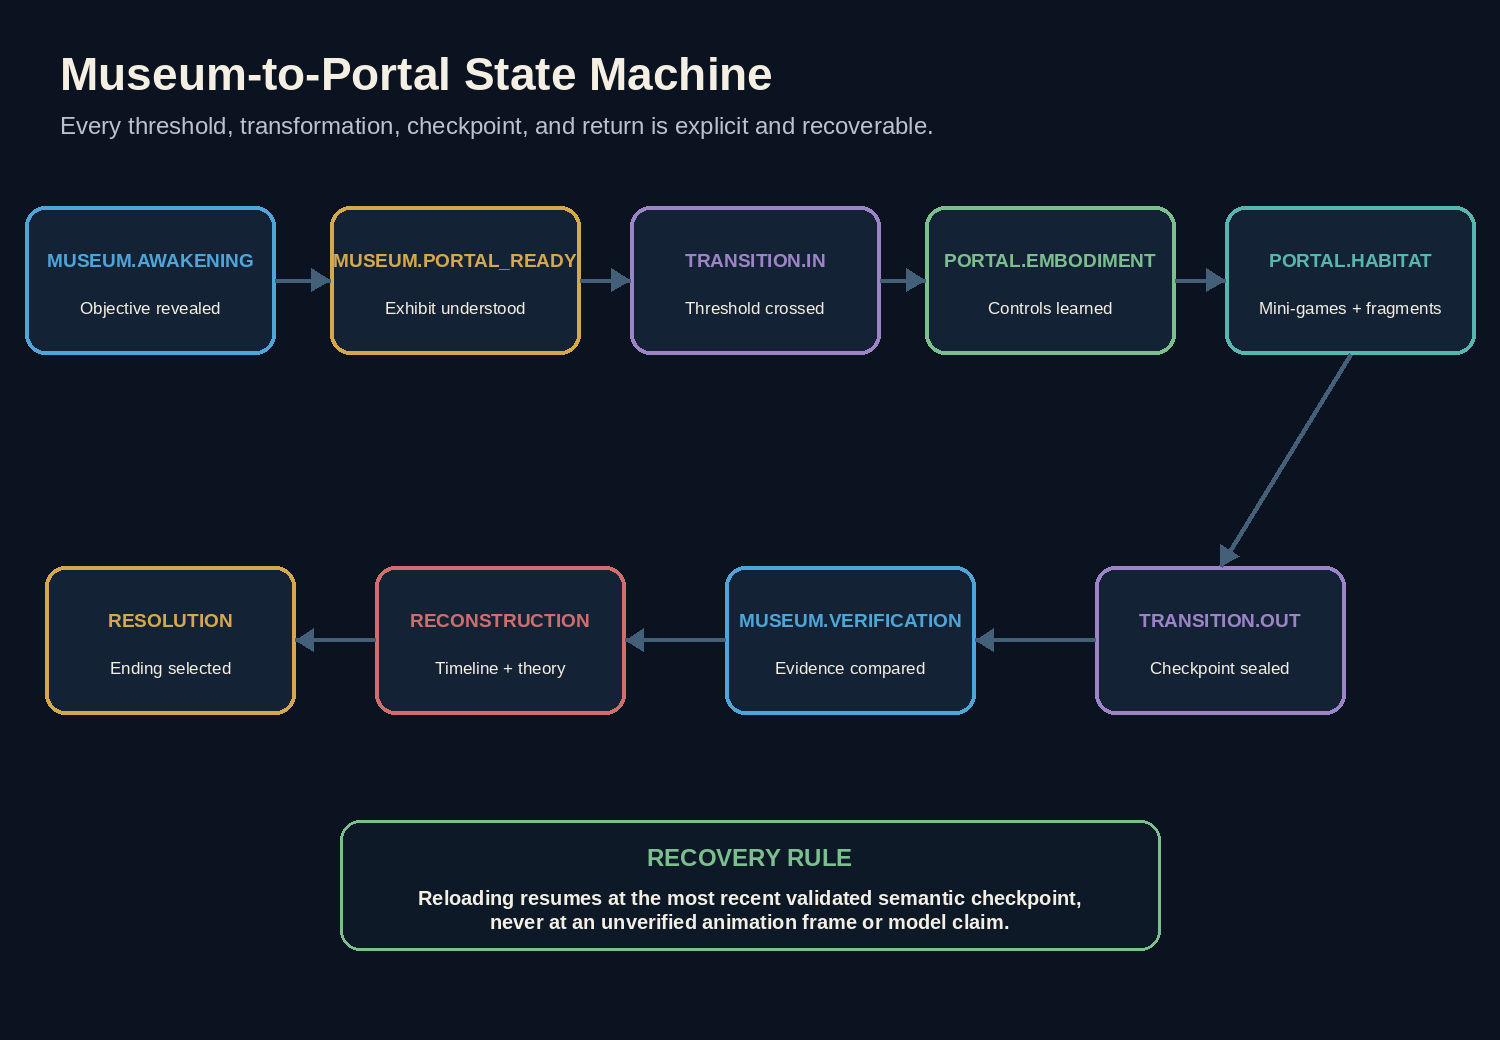 Museum-to-Portal State Machine
Every threshold, transformation, checkpoint, and return is explicit and recoverable.
MUSEUM.AWAKENING
Objective revealed
MUSEUM.PORTAL_READY
Exhibit understood
TRANSITION.IN
Threshold crossed
PORTAL.EMBODIMENT
Controls learned
PORTAL.HABITAT
Mini-games + fragments
RESOLUTION
Ending selected
RECONSTRUCTION
Timeline + theory
MUSEUM.VERIFICATION
Evidence compared
TRANSITION.OUT
Checkpoint sealed
RECOVERY RULE
Reloading resumes at the most recent validated semantic checkpoint,
never at an unverified animation frame or model claim.